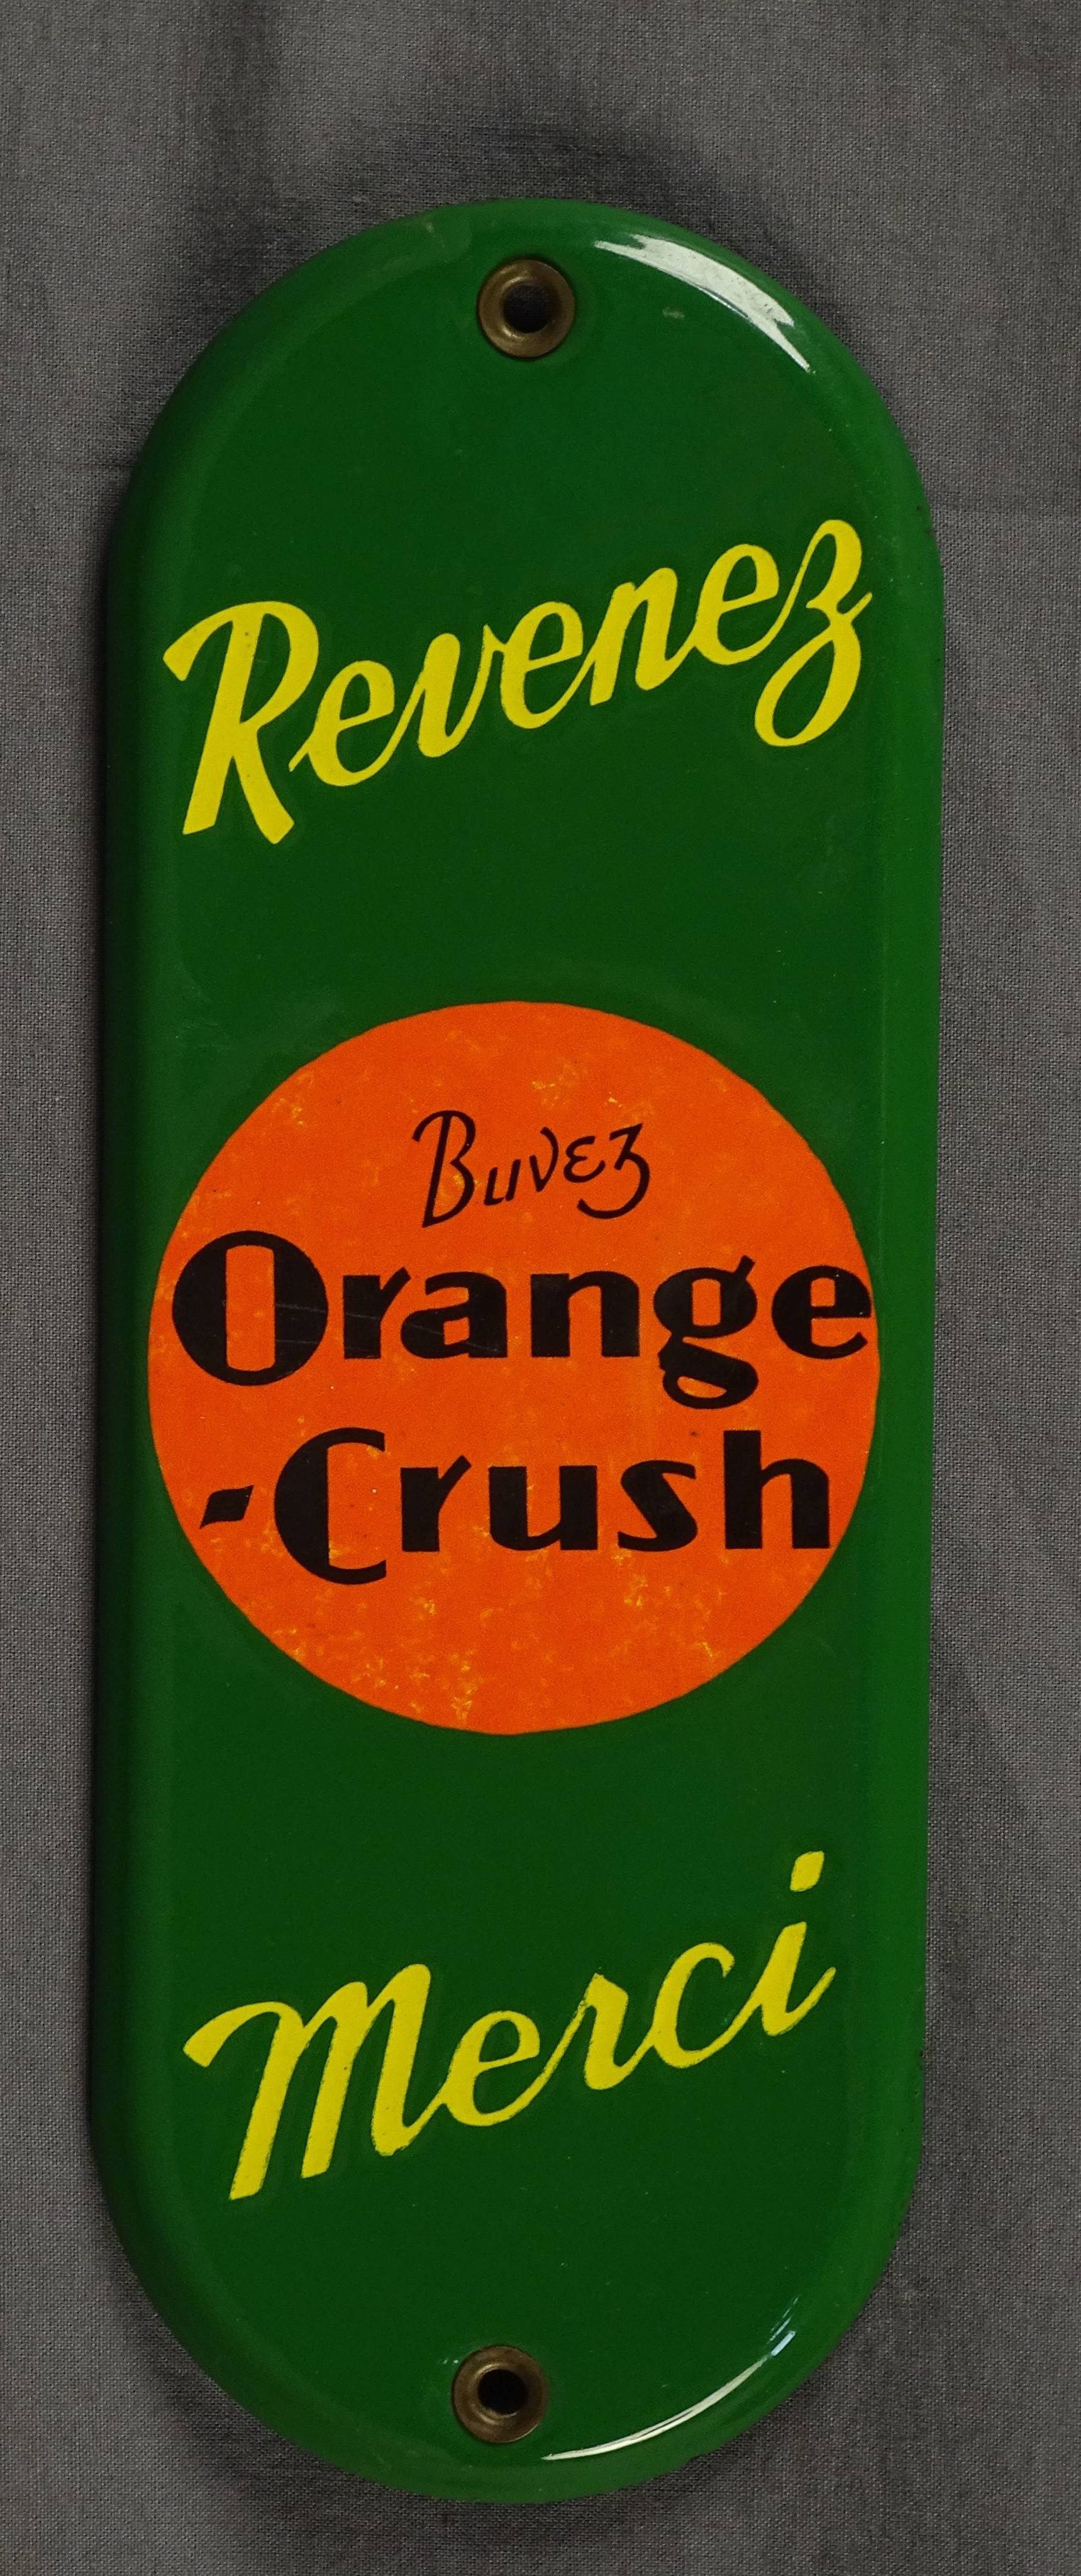 Revenez
Buvez
Orange
-Crush
Merci